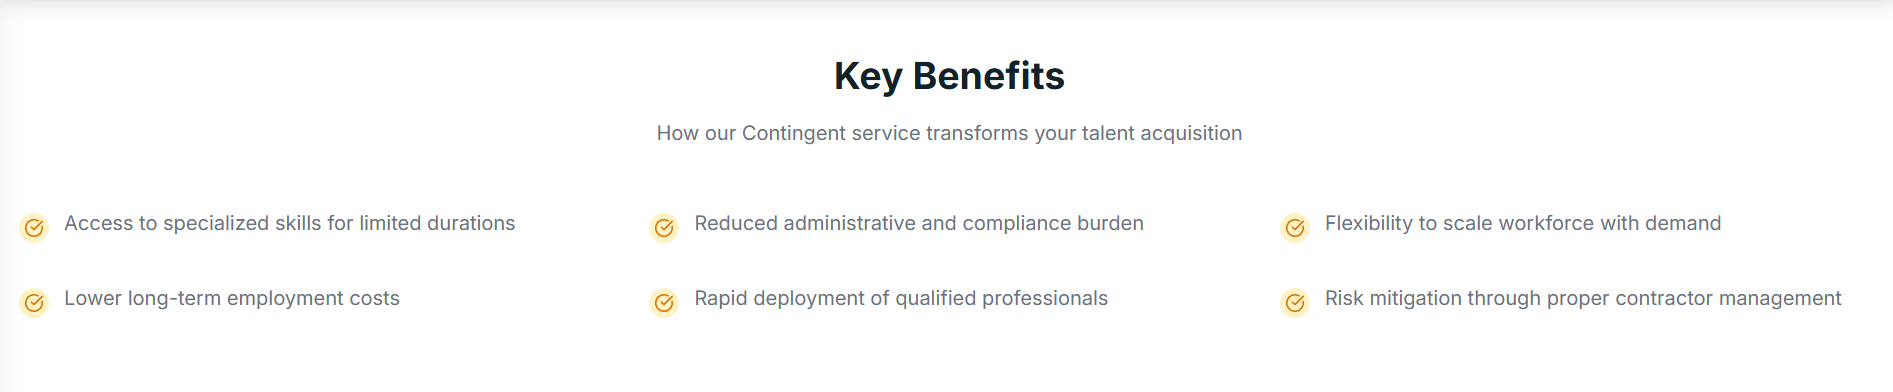 Key Benefits
How our Contingent service transforms your talent acquisition
Access to specialized skills for limited durations
Reduced administrative and compliance burden
Flexibility to scale workforce with demand
Lower long-term employment costs
Rapid deployment of qualified professionals
Risk mitigation through proper contractor management